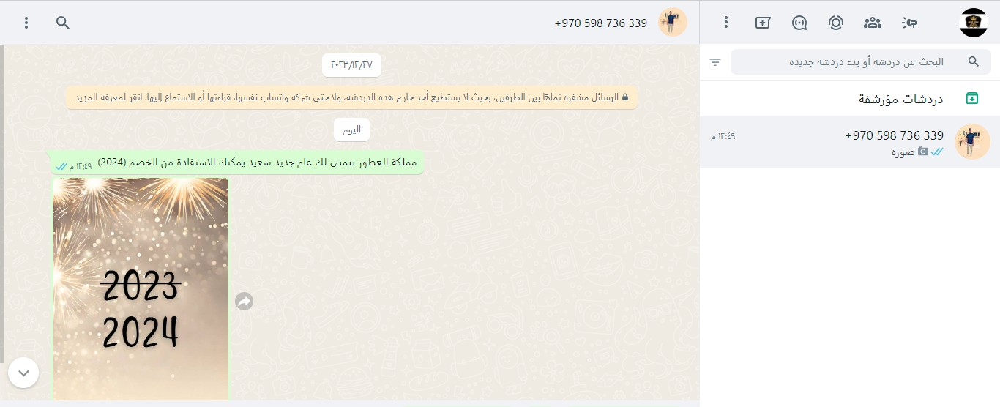 +970 598 736 339
البحث عن دردشة أو بدء دردشة جديدة
دردشات مؤرشفة
+970 598 736 339
١٢:٤٩ م
صورة
٢٠٢٣/١٢/٢٧
الرسائل مشفرة تمامًا بين الطرفين، بحيث لا يستطيع أحد خارج هذه الدردشة، ولا حتى شركة واتساب نفسها، قراءتها أو الاستماع إليها. انقر لمعرفة المزيد
اليوم
مملكة العطور تتمنى لك عام جديد سعيد يمكنك الاستفادة من الخصم (2024)
١٢:٤٩ م
2023
2024